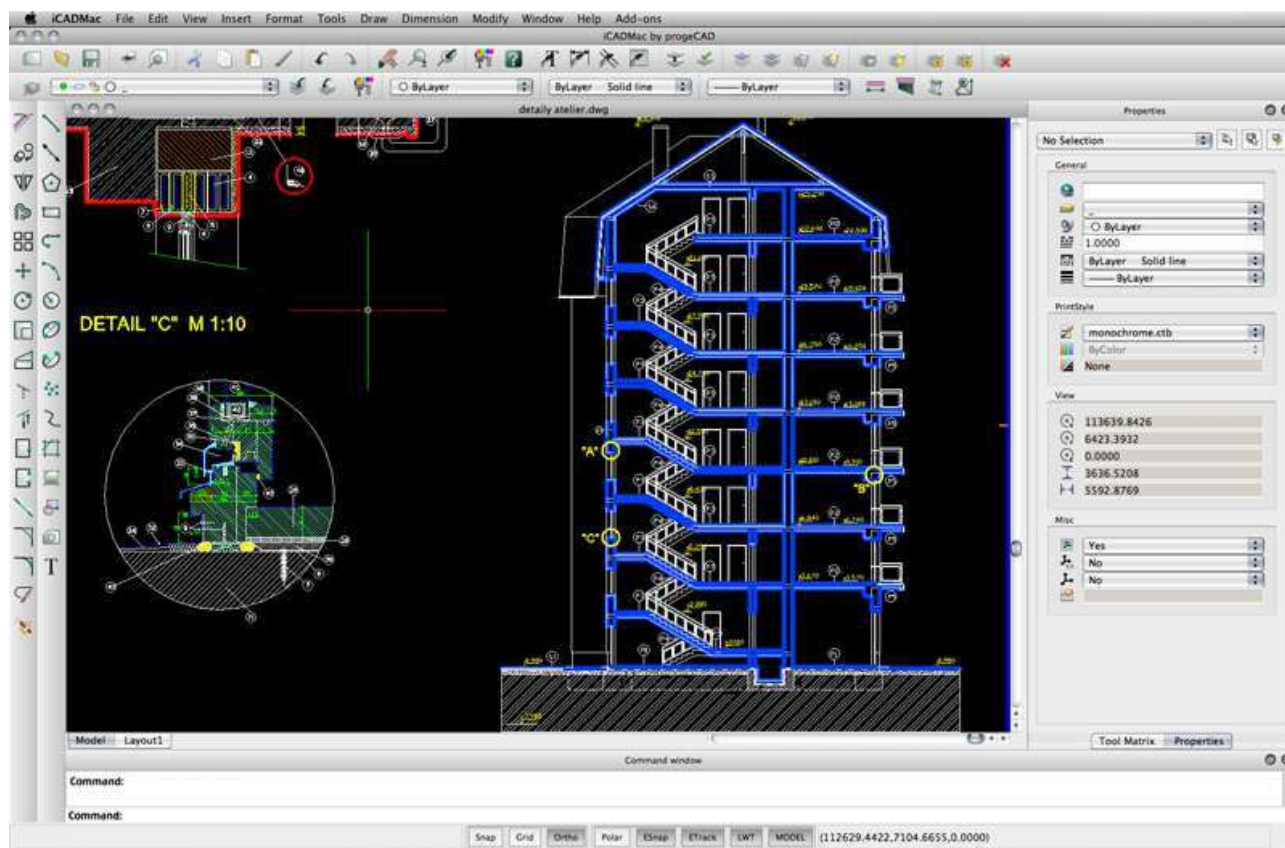 iCADMac File Edit View Insert Format Tools Draw Dimension Modify Window Help Add-ons
iCADMac by progeCAD
ByLayer ByLayer Solid line ByLayer
detaily atelier.dwg
Properties
No Selection
General
ByLayer
1.0000
ByLayer Solid line
ByLayer
PrintStyle
monochrome.ctb
ByColor
None
View
113639.8426
6423.3932
0.0000
3636.5208
5592.8769
Misc
Yes
No
No
DETAIL "C" M 1:10
"A"
"B"
"C"
T
Model Layout1
Tool Matrix Properties
Command window
Command:
Command:
Snap Grid Ortho Polar ESnap ETrack LWT MODEL (112629.4422,7104.6655,0.0000)